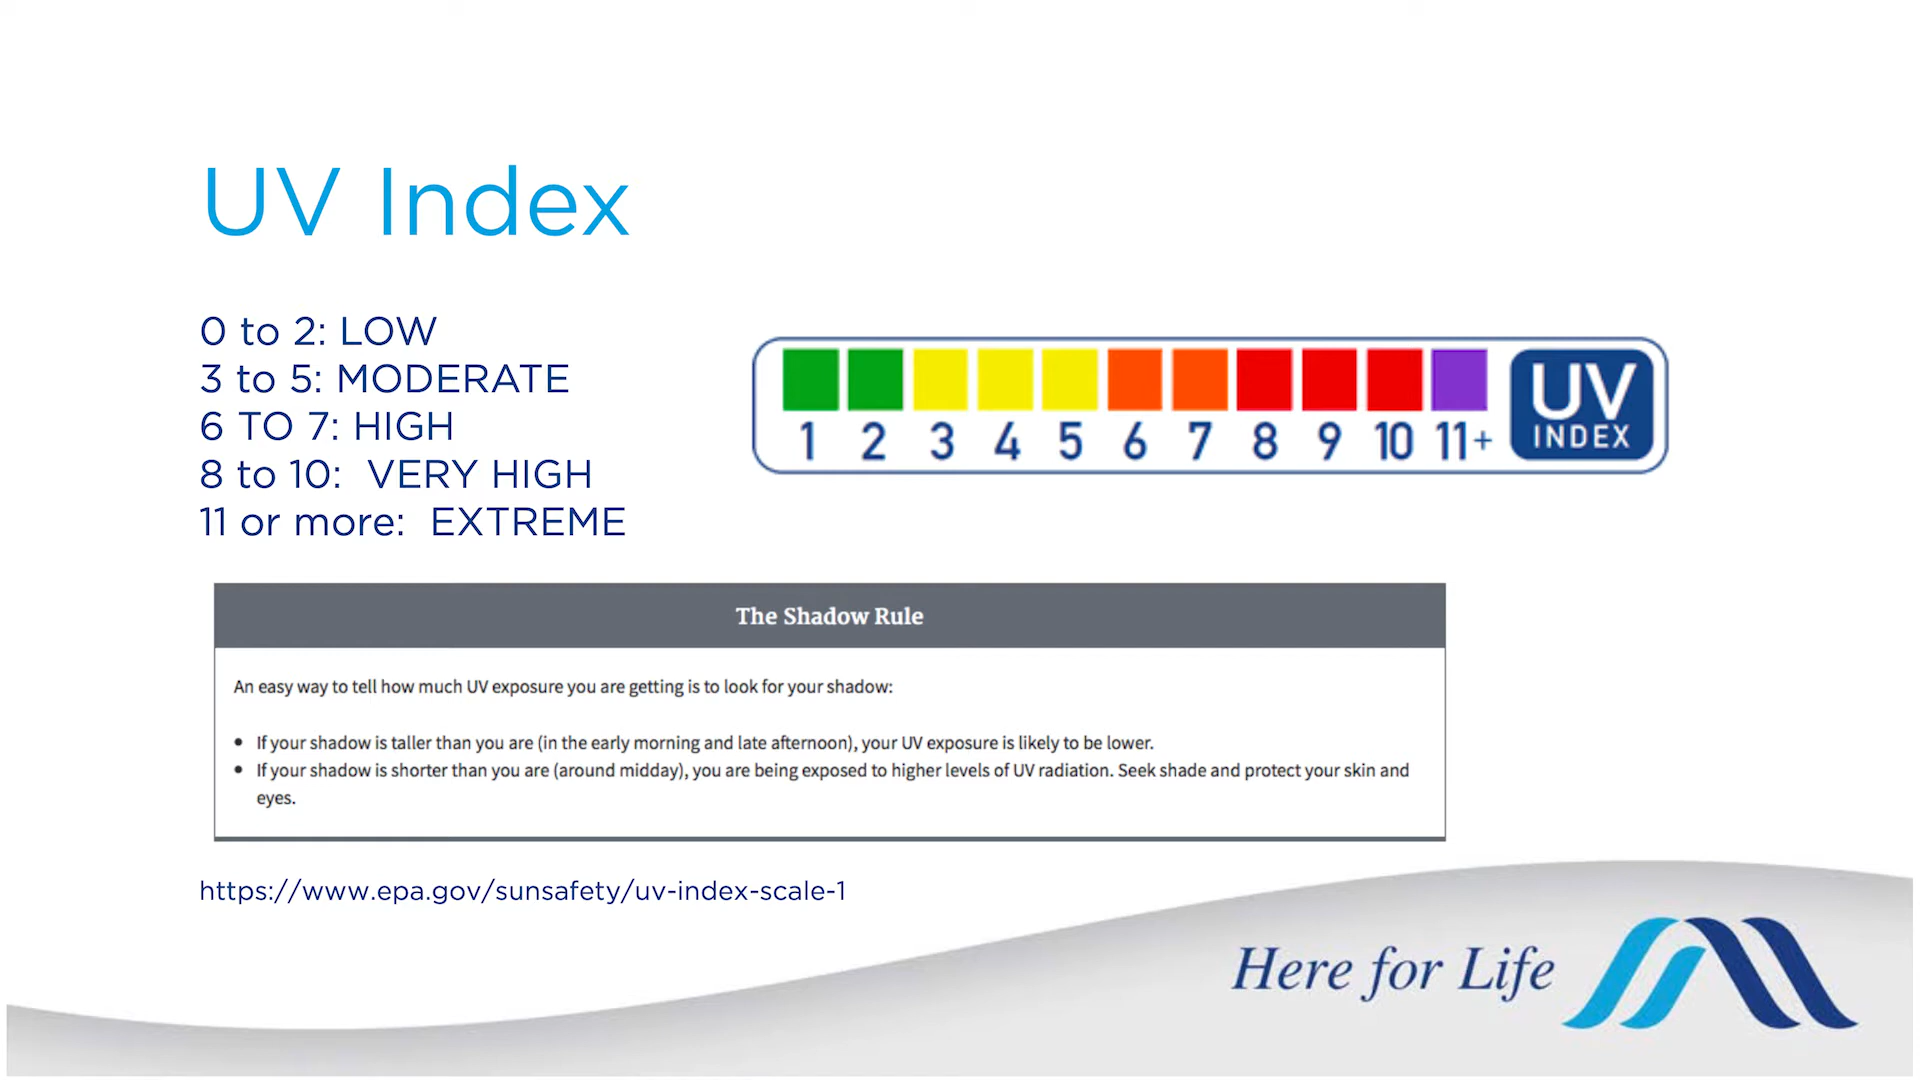 UV Index
0 to 2: LOW
3 to 5: MODERATE
6 TO 7: HIGH
8 to 10:  VERY HIGH
11 or more:  EXTREME
1 2 3 4 5 6 7 8 9 10 11+
UV
INDEX
The Shadow Rule
An easy way to tell how much UV exposure you are getting is to look for your shadow:
• If your shadow is taller than you are (in the early morning and late afternoon), your UV exposure is likely to be lower.
• If your shadow is shorter than you are (around midday), you are being exposed to higher levels of UV radiation. Seek shade and protect your skin and
eyes.
https://www.epa.gov/sunsafety/uv-index-scale-1
Here for Life